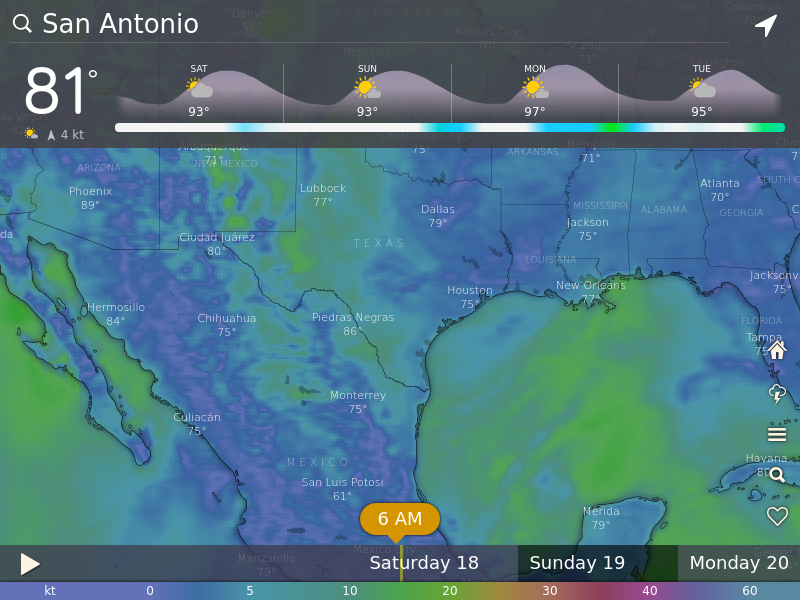 San Antonio
81°
4 kt
SAT
SUN
MON
TUE
93°
93°
97°
95°
Denver
UNITED STATES
Kansas City
St Louis
Columbus
Albuquerque
71°
NEW MEXICO
ARIZONA
Phoenix
89°
75°
ARKANSAS
Memphis
71°
Lubbock
77°
Dallas
79°
MISSISSIPPI
ALABAMA
Atlanta
70°
GEORGIA
Jackson
75°
Ciudad Juárez
80°
TEXAS
LOUISIANA
Houston
75°
New Orleans
77°
Jacksonv
75°
Hermosillo
84°
Chihuahua
75°
Piedras Negras
86°
FLORIDA
Tampa
75
Monterrey
75°
Culiacán
75°
MEXICO
San Luis Potosi
61°
Havana
80
Mérida
79°
6 AM
Mexico City
Manzanillo
79°
Saturday 18
Sunday 19
Monday 20
kt
0
5
10
20
30
40
60